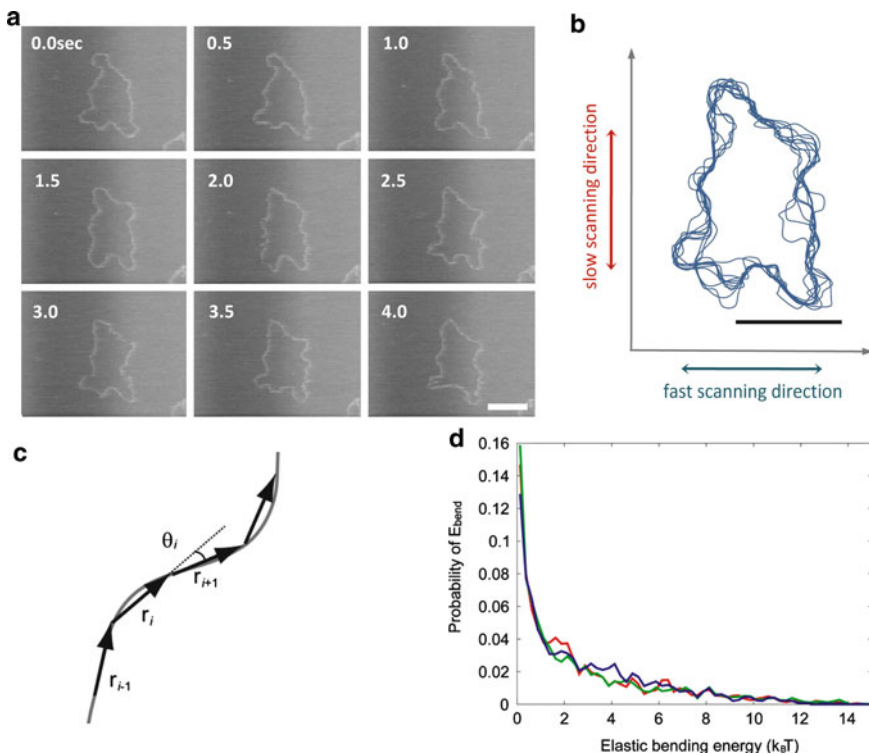 a
0.0sec
0.5
1.0
1.5
2.0
2.5
3.0
3.5
4.0
b
slow scanning direction
fast scanning direction
c
θi
ri+1
ri
ri-1
d
0.16
0.14
0.12
0.1
0.08
0.06
0.04
0.02
0
Probability of Ebend
0 2 4 6 8 10 12 14
Elastic bending energy (kBT)